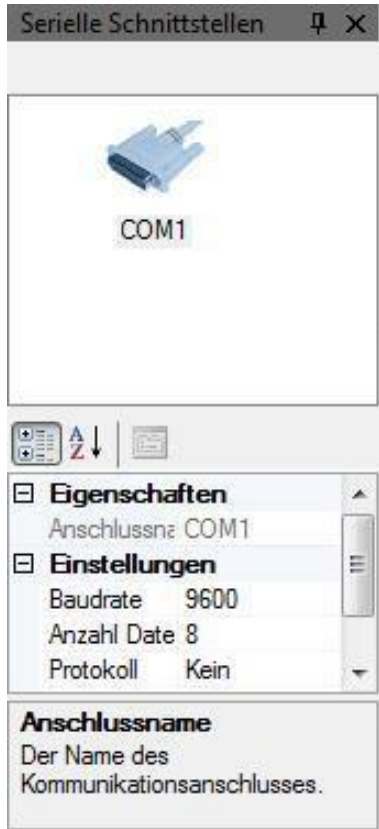 Serielle Schnittstellen
COM1
Eigenschaften
Anschlussna COM1
Einstellungen
Baudrate 9600
Anzahl Date 8
Protokoll Kein
Anschlussname
Der Name des
Kommunikationsanschlusses.